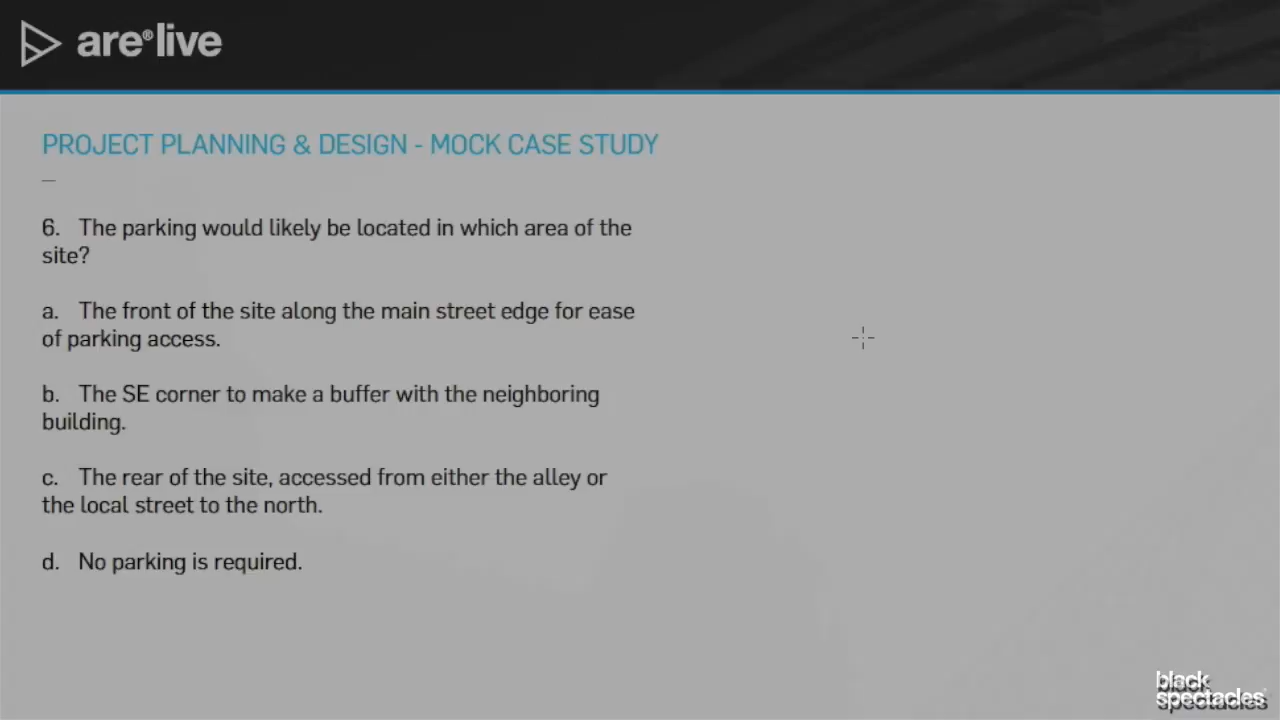 are®live
PROJECT PLANNING & DESIGN - MOCK CASE STUDY
6. The parking would likely be located in which area of the
site?
a. The front of the site along the main street edge for ease
of parking access.
b. The SE corner to make a buffer with the neighboring
building.
c. The rear of the site, accessed from either the alley or
the local street to the north.
d. No parking is required.
black
spectacles